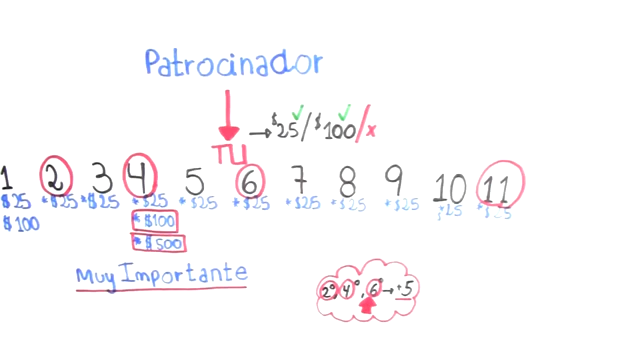 Patrocinador
→ $25 / $100 / x
TU
1 2 3 4 5 6 7 8 9 10 11
$25 *$25 *$25 *$25 *$25 *$25 *$25 *$25 *$25 $25 *$25
$100 *$100
*$500
Muy Importante
2°, 4°, 6° → +5